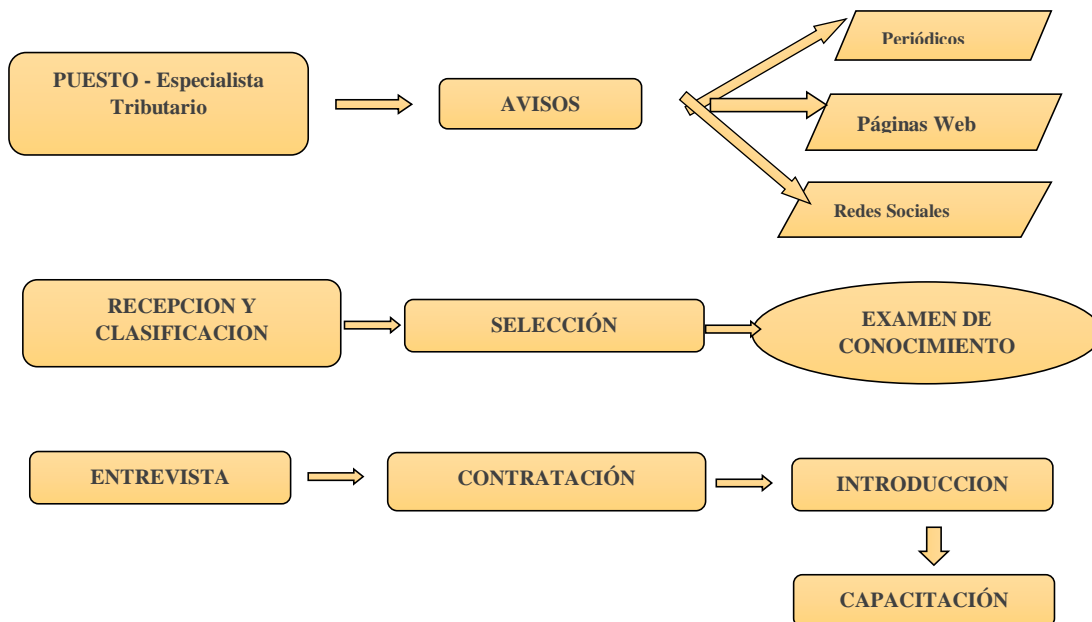 PUESTO - Especialista
Tributario
AVISOS
Periódicos
Páginas Web
Redes Sociales
RECEPCION Y
CLASIFICACION
SELECCIÓN
EXAMEN DE
CONOCIMIENTO
ENTREVISTA
CONTRATACIÓN
INTRODUCCION
CAPACITACIÓN